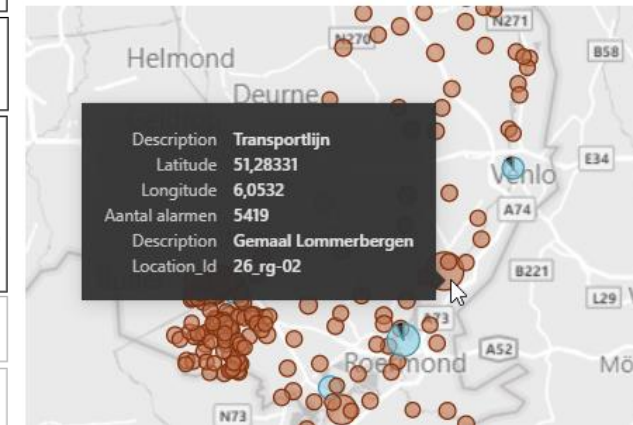 N270
N271
Helmond
B58
Deurne
Description Transportlijn
Latitude 51,28331
Longitude 6,0532
Aantal alarmen 5419
Description Gemaal Lommerbergen
Location_Id 26_rg-02
Venlo
E34
A74
B221
L29
A73
A52
Roermond
Mö
N73